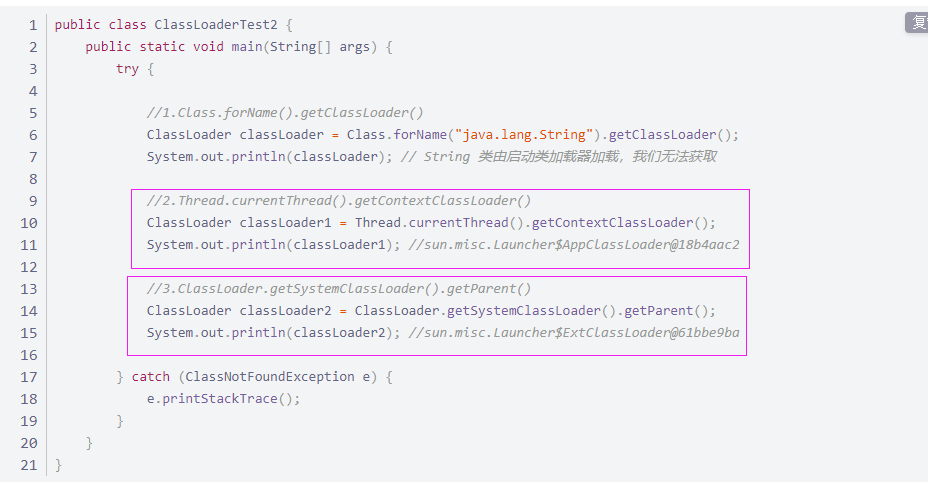 复制
1 public class ClassLoaderTest2 {
2     public static void main(String[] args) {
3         try {
4
5             //1.Class.forName().getClassLoader()
6             ClassLoader classLoader = Class.forName("java.lang.String").getClassLoader();
7             System.out.println(classLoader); // String 类由启动类加载器加载，我们无法获取
8
9             //2.Thread.currentThread().getContextClassLoader()
10             ClassLoader classLoader1 = Thread.currentThread().getContextClassLoader();
11             System.out.println(classLoader1); //sun.misc.Launcher$AppClassLoader@18b4aac2
12
13             //3.ClassLoader.getSystemClassLoader().getParent()
14             ClassLoader classLoader2 = ClassLoader.getSystemClassLoader().getParent();
15             System.out.println(classLoader2); //sun.misc.Launcher$ExtClassLoader@61bbe9ba
16
17         } catch (ClassNotFoundException e) {
18             e.printStackTrace();
19         }
20     }
21 }